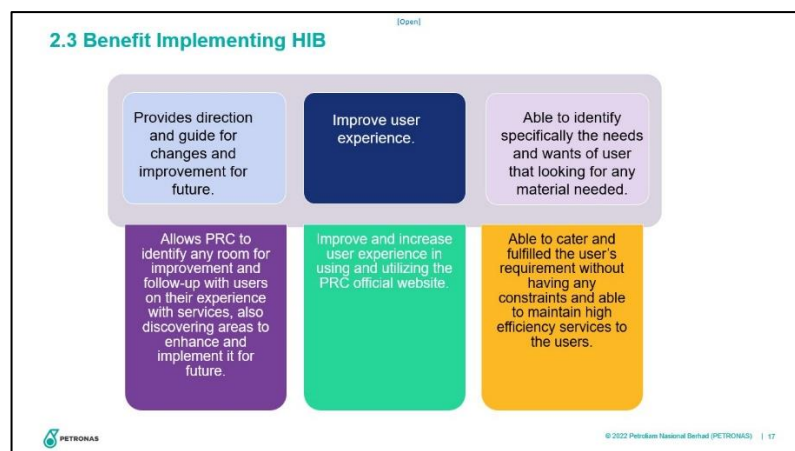 [Open]
2.3 Benefit Implementing HIB
Provides direction
and guide for
changes and
improvement for
future.
Improve user
experience.
Able to identify
specifically the needs
and wants of user
that looking for any
material needed.
Allows PRC to
identify any room for
improvement and
follow-up with users
on their experience
with services, also
discovering areas to
enhance and
implement it for
future.
Improve and increase
user experience in
using and utilizing the
PRC official website.
Able to cater and
fulfilled the user's
requirement without
having any
constraints and able
to maintain high
efficiency services to
the users.
PETRONAS
© 2022 Petroliam Nasional Berhad (PETRONAS) | 17